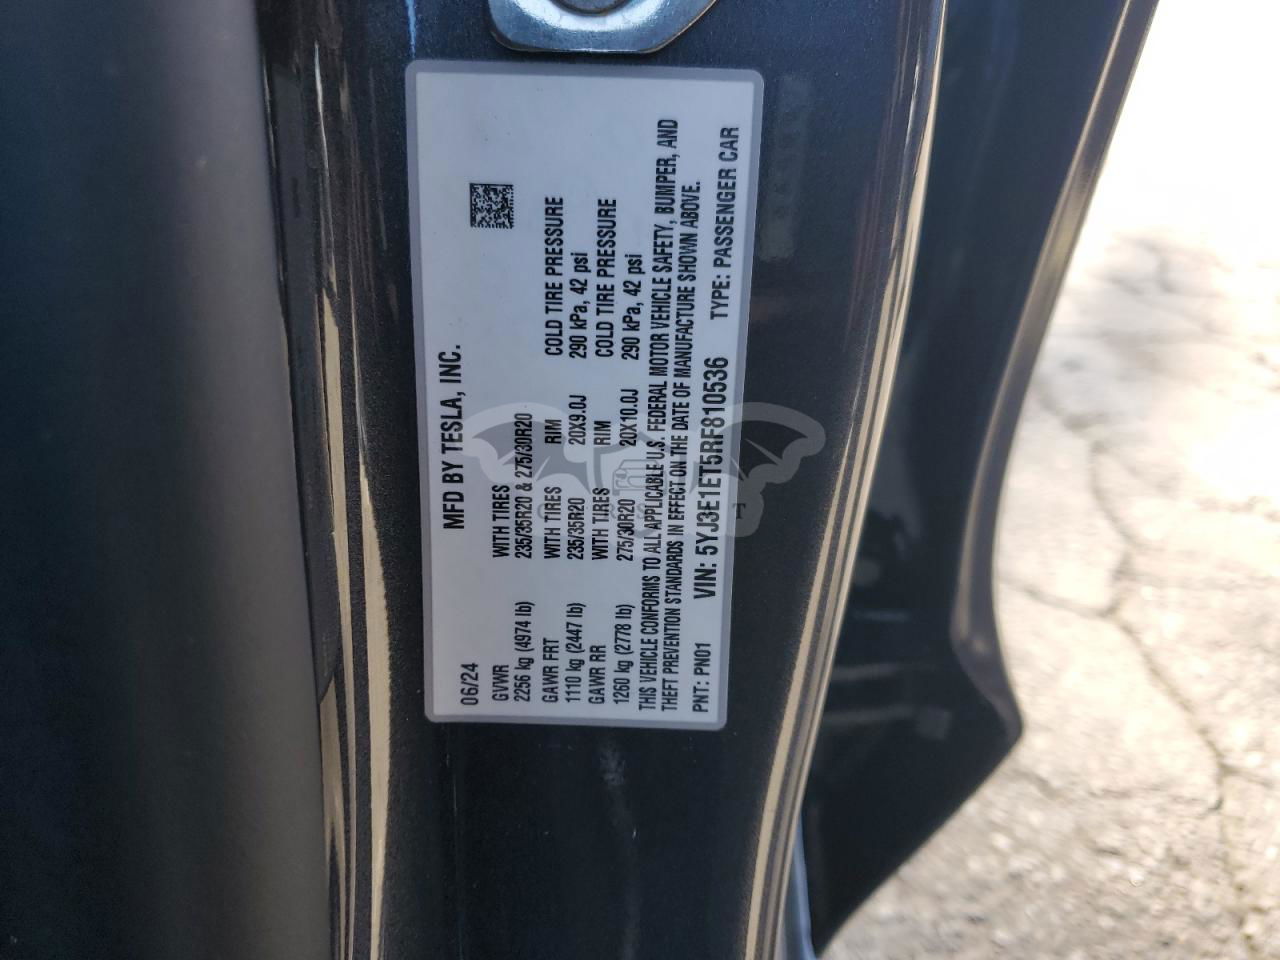 MFD BY TESLA, INC.
06/24
GVWR WITH TIRES
2256 kg (4974 lb) 235/35R20 & 275/30R20
GAWR FRT WITH TIRES RIM COLD TIRE PRESSURE
1110 kg (2447 lb) 235/35R20 20X9.0J 290 kPa, 42 psi
GAWR RR WITH TIRES RIM COLD TIRE PRESSURE
1260 kg (2778 lb) 275/30R20 20X10.0J 290 kPa, 42 psi
THIS VEHICLE CONFORMS TO ALL APPLICABLE U.S. FEDERAL MOTOR VEHICLE SAFETY, BUMPER, AND
THEFT PREVENTION STANDARDS IN EFFECT ON THE DATE OF MANUFACTURE SHOWN ABOVE.
PNT: PN01 VIN: 5YJ3E1ET5RF810536 TYPE: PASSENGER CAR